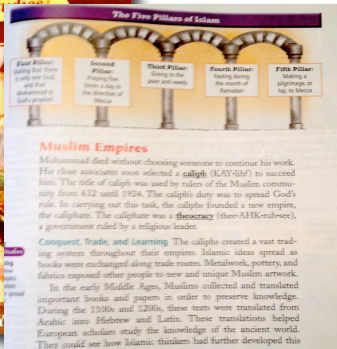 The Five Pillars of Islam
First Pillar:
that there
is only one God,
and that
Muhammad is
God's prophet
Second
Pillar:
Praying five
times a day in
the direction of
Mecca
Third Pillar:
Giving to the
poor and needy
Fourth Pillar:
Fasting during
the month of
Ramadan
Fifth Pillar:
Making a
pilgrimage, or
haj, to Mecca
Muslim Empires
Muhammad died without choosing someone to continue his work.
His close associates soon selected a caliph (KAY-lihf) to succeed
him. The title of caliph was used by rulers of the Muslim commu-
nity from 632 until 1924. The caliph's duty was to spread God's
rule. In carrying out this task, the caliphs founded a new empire,
the caliphate. The caliphate was a theocracy (thee-AHK-ruh-see),
a government ruled by a religious leader.
Conquest, Trade, and Learning The caliphs created a vast trad-
ing system throughout their empires. Islamic ideas spread as
books were exchanged along trade routes. Metalwork, pottery, and
fabrics exposed other people to new and unique Muslim artwork.
In the early Middle Ages, Muslims collected and translated
important books and papers in order to preserve knowledge.
During the 1100s and 1200s, these texts were translated from
Arabic into Hebrew and Latin. These translations helped
European scholars study the knowledge of the ancient world.
They could see how Islamic thinkers had further developed this